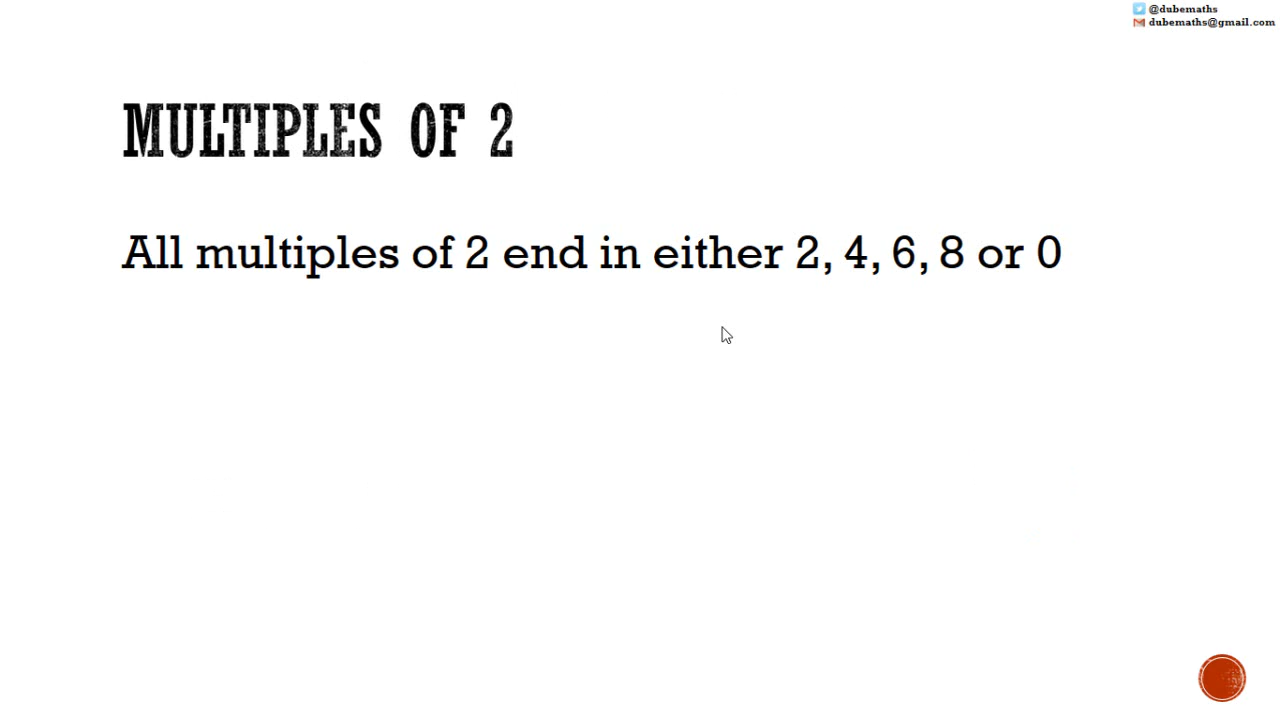 @dubemaths
dubemaths@gmail.com
MULTIPLES OF 2
All multiples of 2 end in either 2, 4, 6, 8 or 0